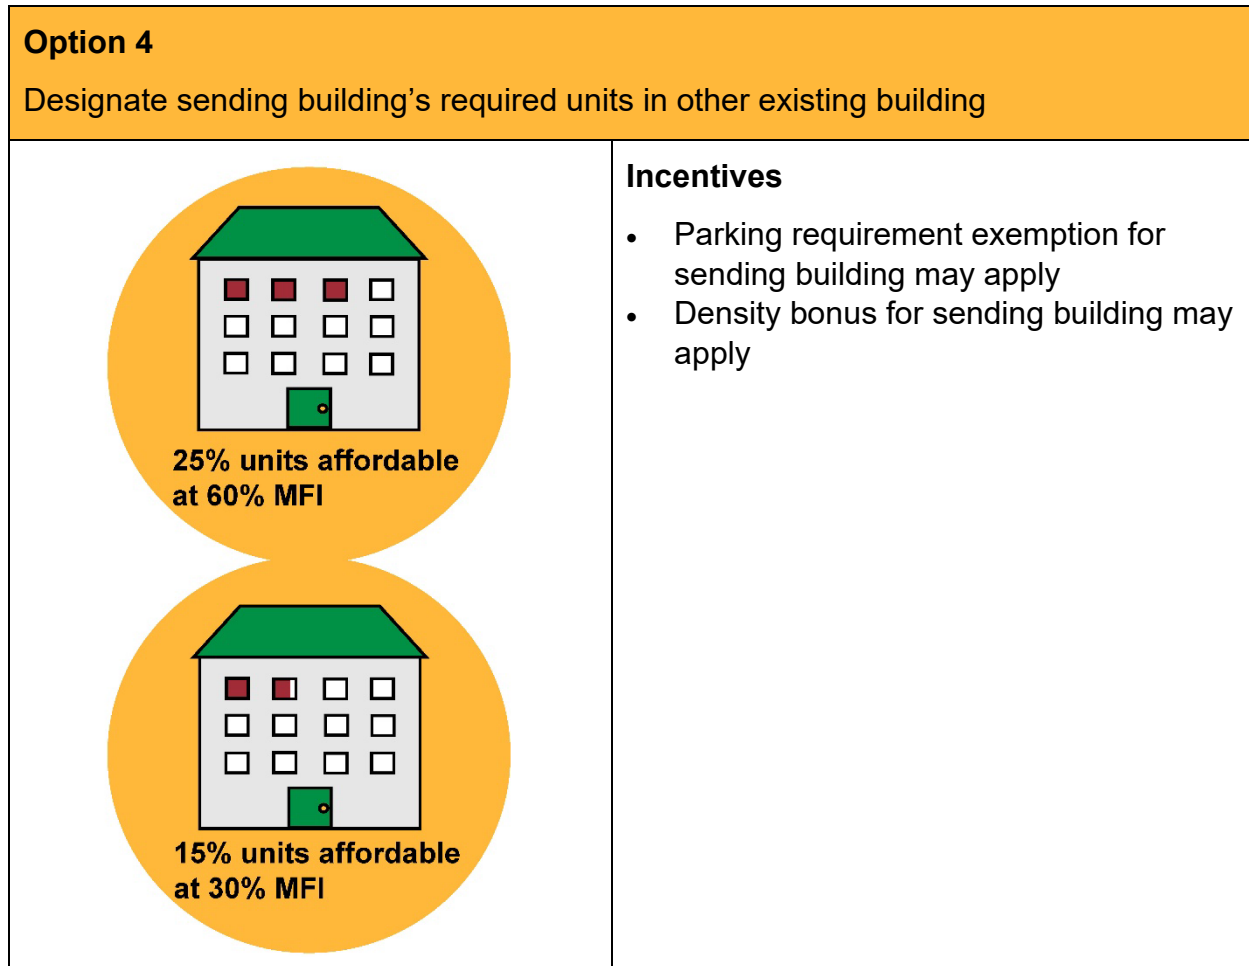 Option 4
Designate sending building’s required units in other existing building
25% units affordable
at 60% MFI
15% units affordable
at 30% MFI
Incentives
• Parking requirement exemption for
sending building may apply
• Density bonus for sending building may
apply